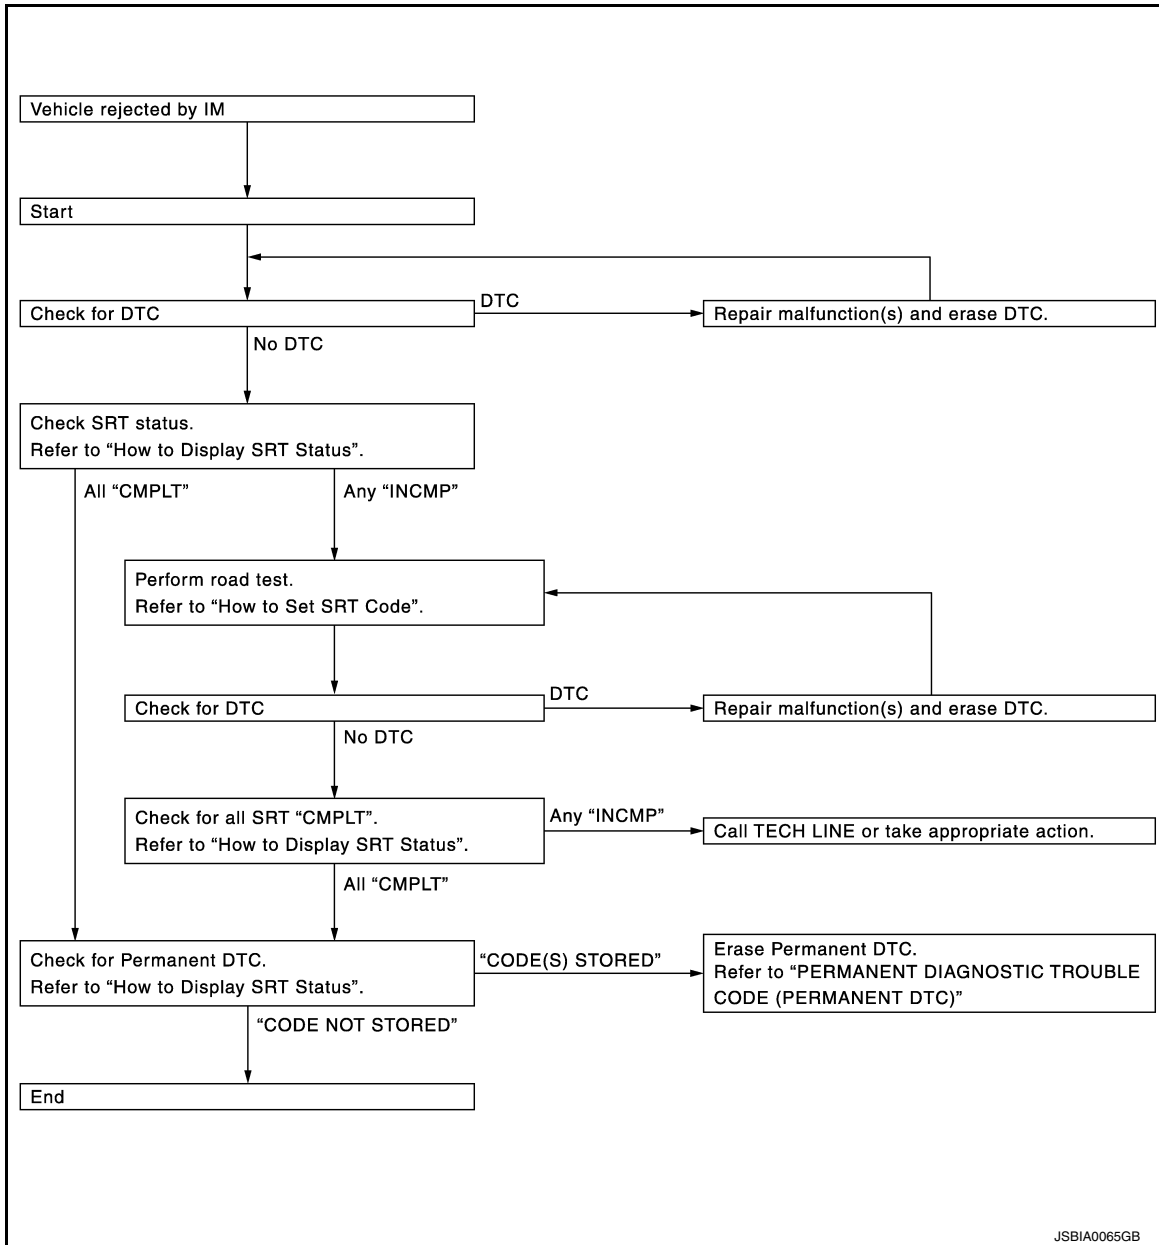 Vehicle rejected by IM
Start
Check for DTC
DTC
Repair malfunction(s) and erase DTC.
No DTC
Check SRT status.
Refer to “How to Display SRT Status”.
All “CMPLT”
Any “INCMP”
Perform road test.
Refer to “How to Set SRT Code”.
Check for DTC
DTC
Repair malfunction(s) and erase DTC.
No DTC
Check for all SRT “CMPLT”.
Refer to “How to Display SRT Status”.
Any “INCMP”
Call TECH LINE or take appropriate action.
All “CMPLT”
Check for Permanent DTC.
Refer to “How to Display SRT Status”.
“CODE(S) STORED”
Erase Permanent DTC.
Refer to “PERMANENT DIAGNOSTIC TROUBLE
CODE (PERMANENT DTC)”
“CODE NOT STORED”
End
JSBIA0065GB